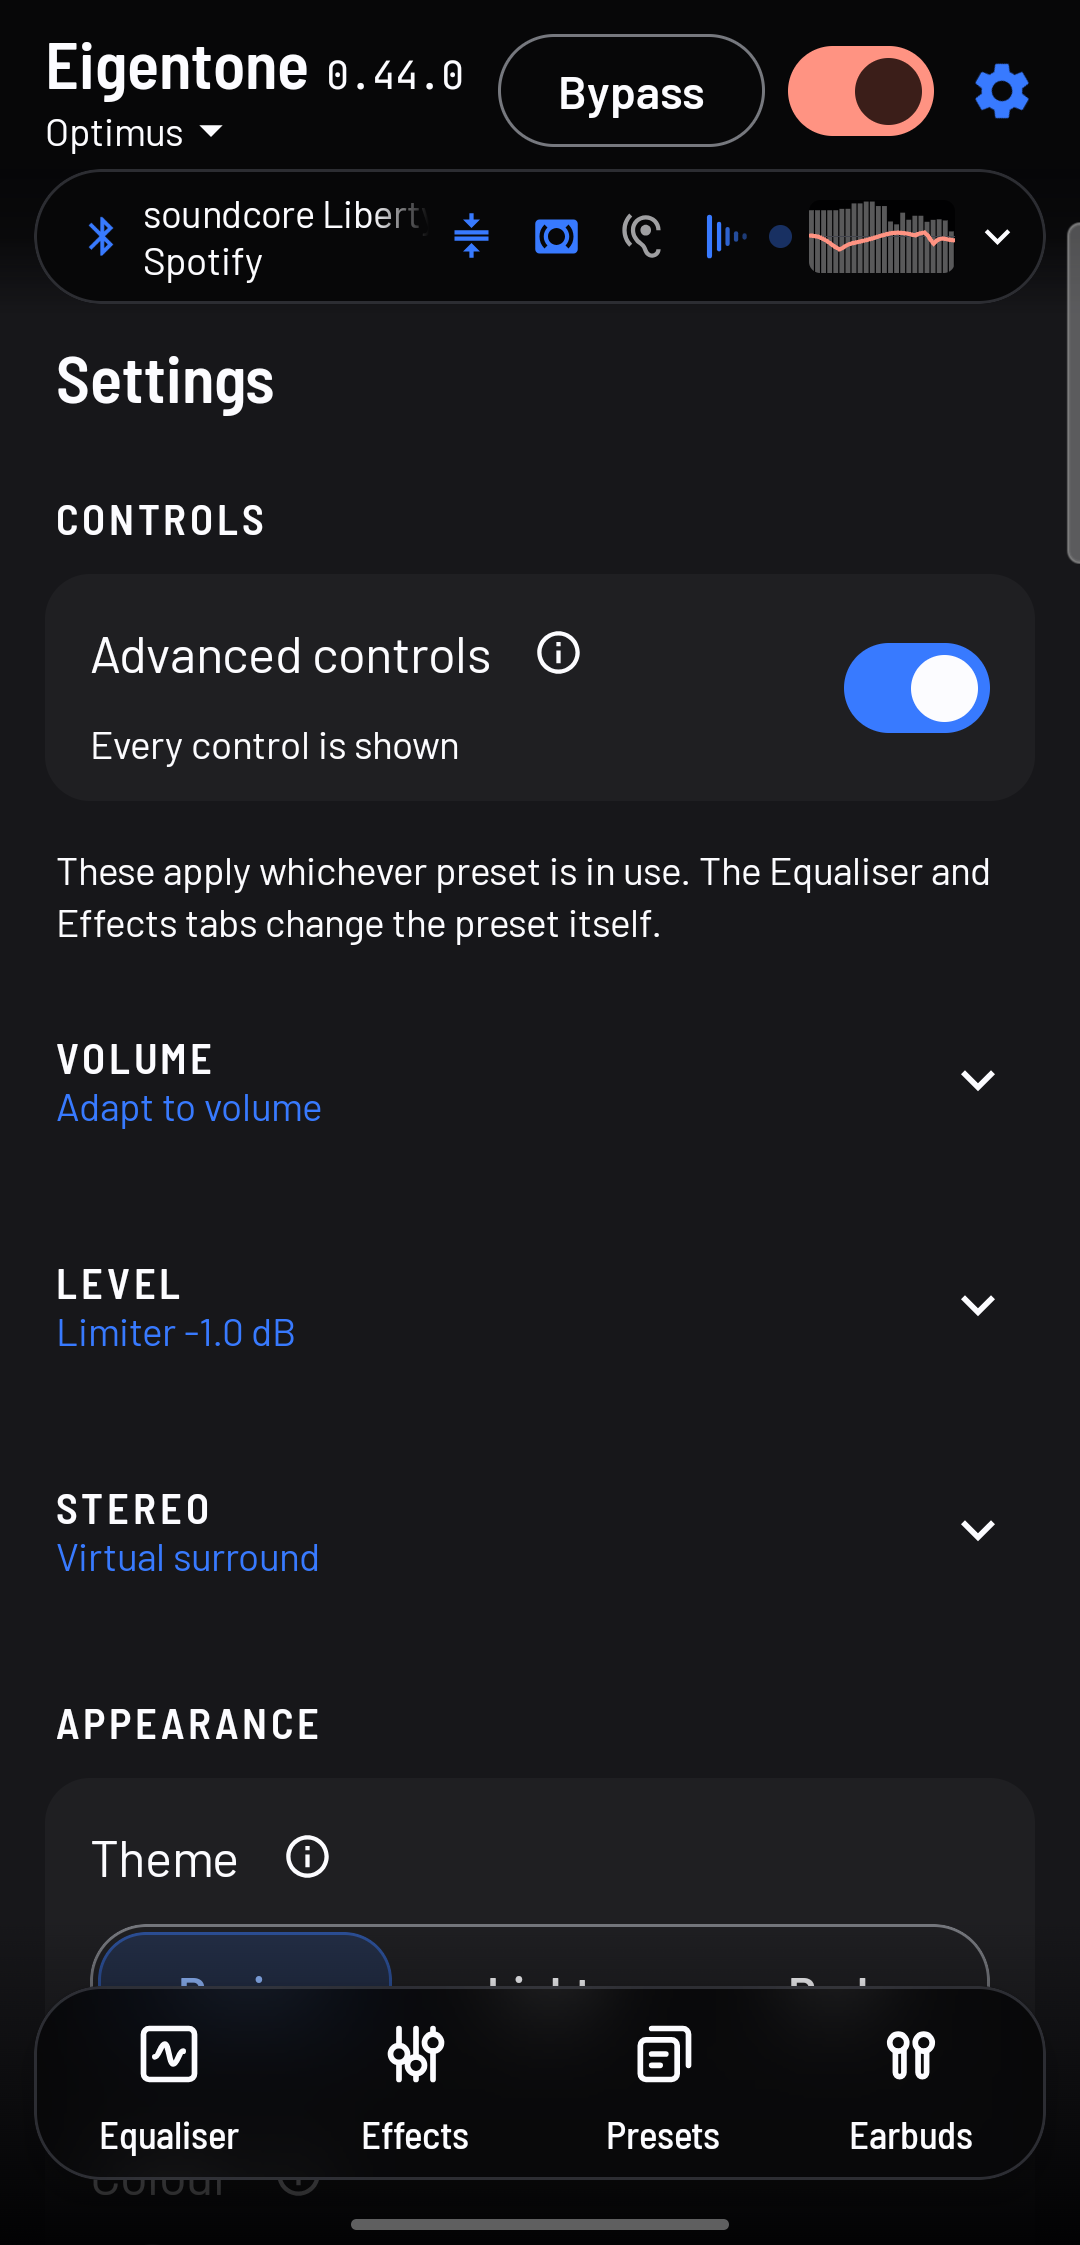 Eigentone 0.44.0
Optimus
Bypass
soundcore Liberty
Spotify
Settings
CONTROLS
Advanced controls
Every control is shown
These apply whichever preset is in use. The Equaliser and
Effects tabs change the preset itself.
VOLUME
Adapt to volume
LEVEL
Limiter -1.0 dB
STEREO
Virtual surround
APPEARANCE
Theme
Equaliser
Effects
Presets
Earbuds
Colour